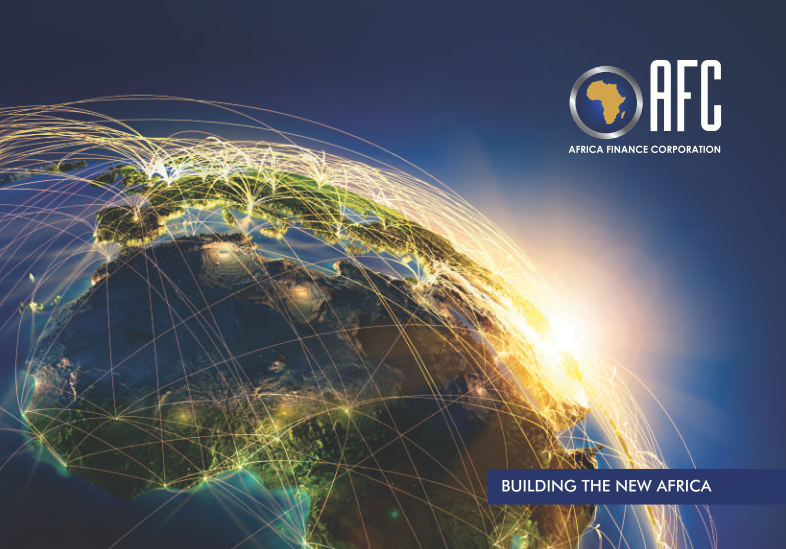 AFC
AFRICA FINANCE CORPORATION
BUILDING THE NEW AFRICA